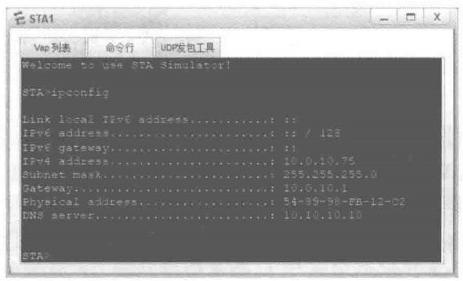 STA1
Vap 列表 命令行 UDP发包工具
Welcome to use STA Simulator!
STA>ipconfig
Link local IPv6 address...........: ::
IPv6 address......................: :: / 128
IPv6 gateway......................: ::
IPv4 address......................: 10.0.10.75
Subnet mask.......................: 255.255.255.0
Gateway...........................: 10.0.10.1
Physical address..................: 54-89-98-FB-12-C2
DNS server........................: 10.10.10.10
STA>